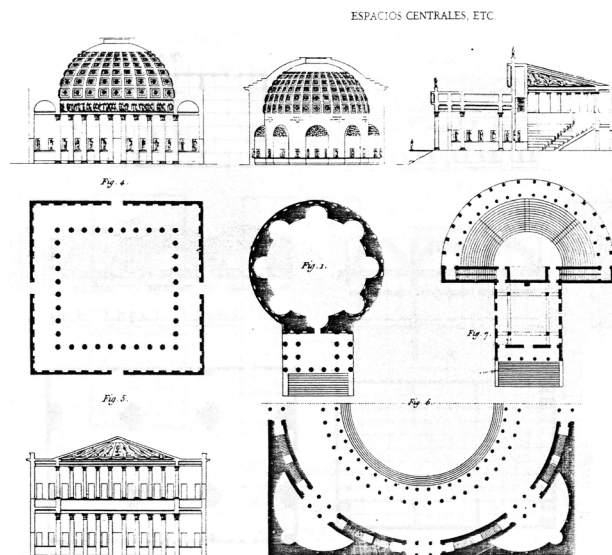 ESPACIOS CENTRALES, ETC.
Fig. 4.
Fig. 1.
Fig. 7.
Fig. 5.
Fig. 6.